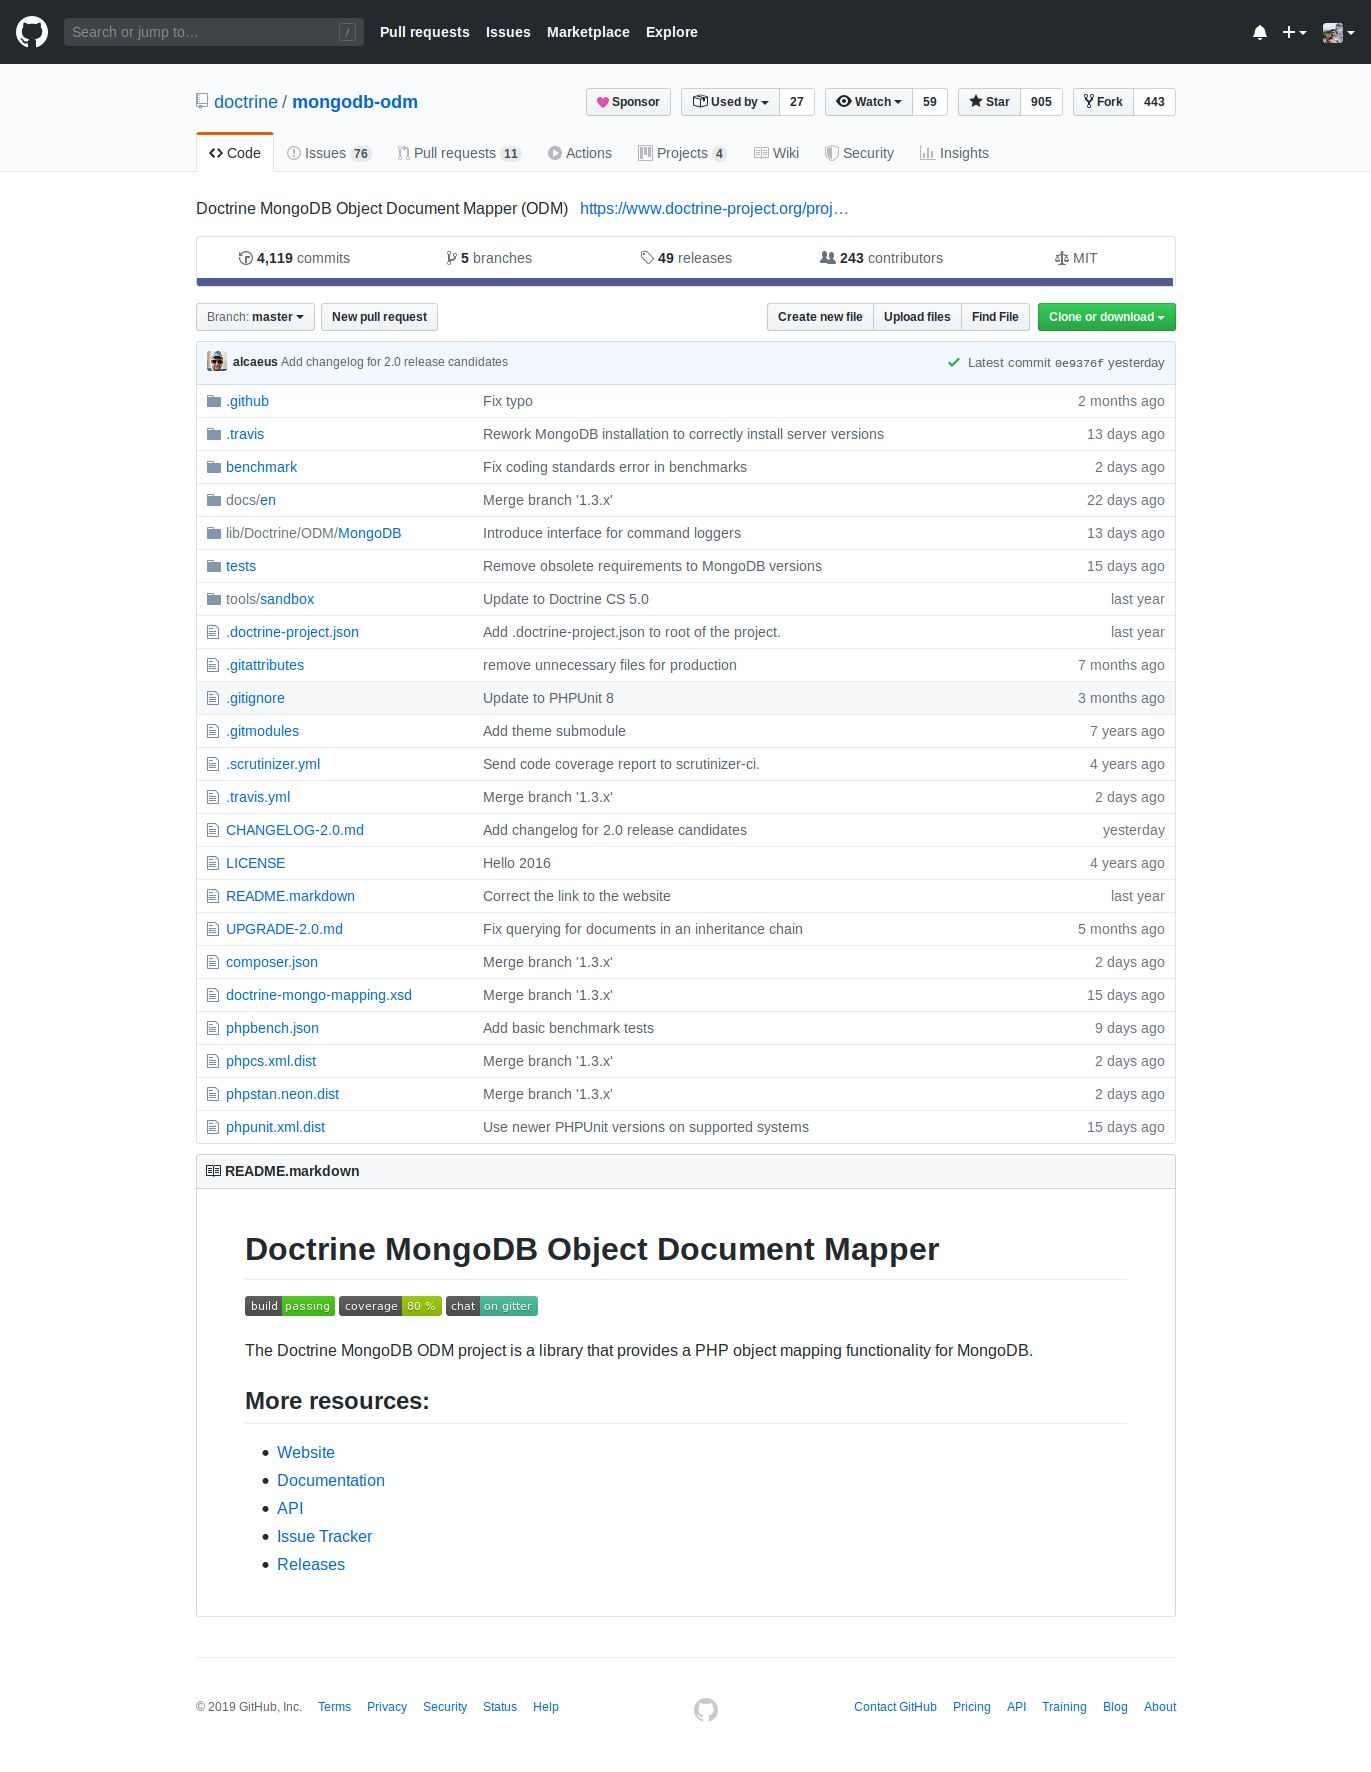 Search or jump to… / Pull requests Issues Marketplace Explore
doctrine / mongodb-odm Sponsor Used by 27 Watch 59 Star 905 Fork 443
Code Issues 76 Pull requests 11 Actions Projects 4 Wiki Security Insights
Doctrine MongoDB Object Document Mapper (ODM) https://www.doctrine-project.org/proj…
4,119 commits 5 branches 49 releases 243 contributors MIT
Branch: master New pull request Create new file Upload files Find File Clone or download
alcaeus Add changelog for 2.0 release candidates Latest commit 0e9376f yesterday
.github Fix typo 2 months ago
.travis Rework MongoDB installation to correctly install server versions 13 days ago
benchmark Fix coding standards error in benchmarks 2 days ago
docs/en Merge branch '1.3.x' 22 days ago
lib/Doctrine/ODM/MongoDB Introduce interface for command loggers 13 days ago
tests Remove obsolete requirements to MongoDB versions 15 days ago
tools/sandbox Update to Doctrine CS 5.0 last year
.doctrine-project.json Add .doctrine-project.json to root of the project. last year
.gitattributes remove unnecessary files for production 7 months ago
.gitignore Update to PHPUnit 8 3 months ago
.gitmodules Add theme submodule 7 years ago
.scrutinizer.yml Send code coverage report to scrutinizer-ci. 4 years ago
.travis.yml Merge branch '1.3.x' 2 days ago
CHANGELOG-2.0.md Add changelog for 2.0 release candidates yesterday
LICENSE Hello 2016 4 years ago
README.markdown Correct the link to the website last year
UPGRADE-2.0.md Fix querying for documents in an inheritance chain 5 months ago
composer.json Merge branch '1.3.x' 2 days ago
doctrine-mongo-mapping.xsd Merge branch '1.3.x' 15 days ago
phpbench.json Add basic benchmark tests 9 days ago
phpcs.xml.dist Merge branch '1.3.x' 2 days ago
phpstan.neon.dist Merge branch '1.3.x' 2 days ago
phpunit.xml.dist Use newer PHPUnit versions on supported systems 15 days ago
README.markdown
Doctrine MongoDB Object Document Mapper
build passing coverage 80 % chat on gitter
The Doctrine MongoDB ODM project is a library that provides a PHP object mapping functionality for MongoDB.
More resources:
• Website
• Documentation
• API
• Issue Tracker
• Releases
© 2019 GitHub, Inc. Terms Privacy Security Status Help Contact GitHub Pricing API Training Blog About